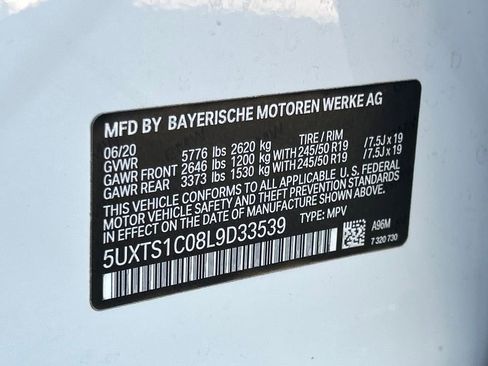 MFD BY BAYERISCHE MOTOREN WERKE AG
06/20 5776 lbs 2620 kg TIRE / RIM
GVWR
GAWR FRONT 2646 lbs 1200 kg WITH 245/50 R19 / 7.5J x 19
GAWR REAR 3373 lbs 1530 kg WITH 245/50 R19 / 7.5J x 19
THIS VEHICLE CONFORMS TO ALL APPLICABLE U. S. FEDERAL
MOTOR VEHICLE SAFETY AND THEFT PREVENTION STANDARDS
IN EFFECT ON THE DATE OF MANUFACTURE SHOWN ABOVE.
5UXTS1C08L9D33539 TYPE: MPV
A96M
7 320 730